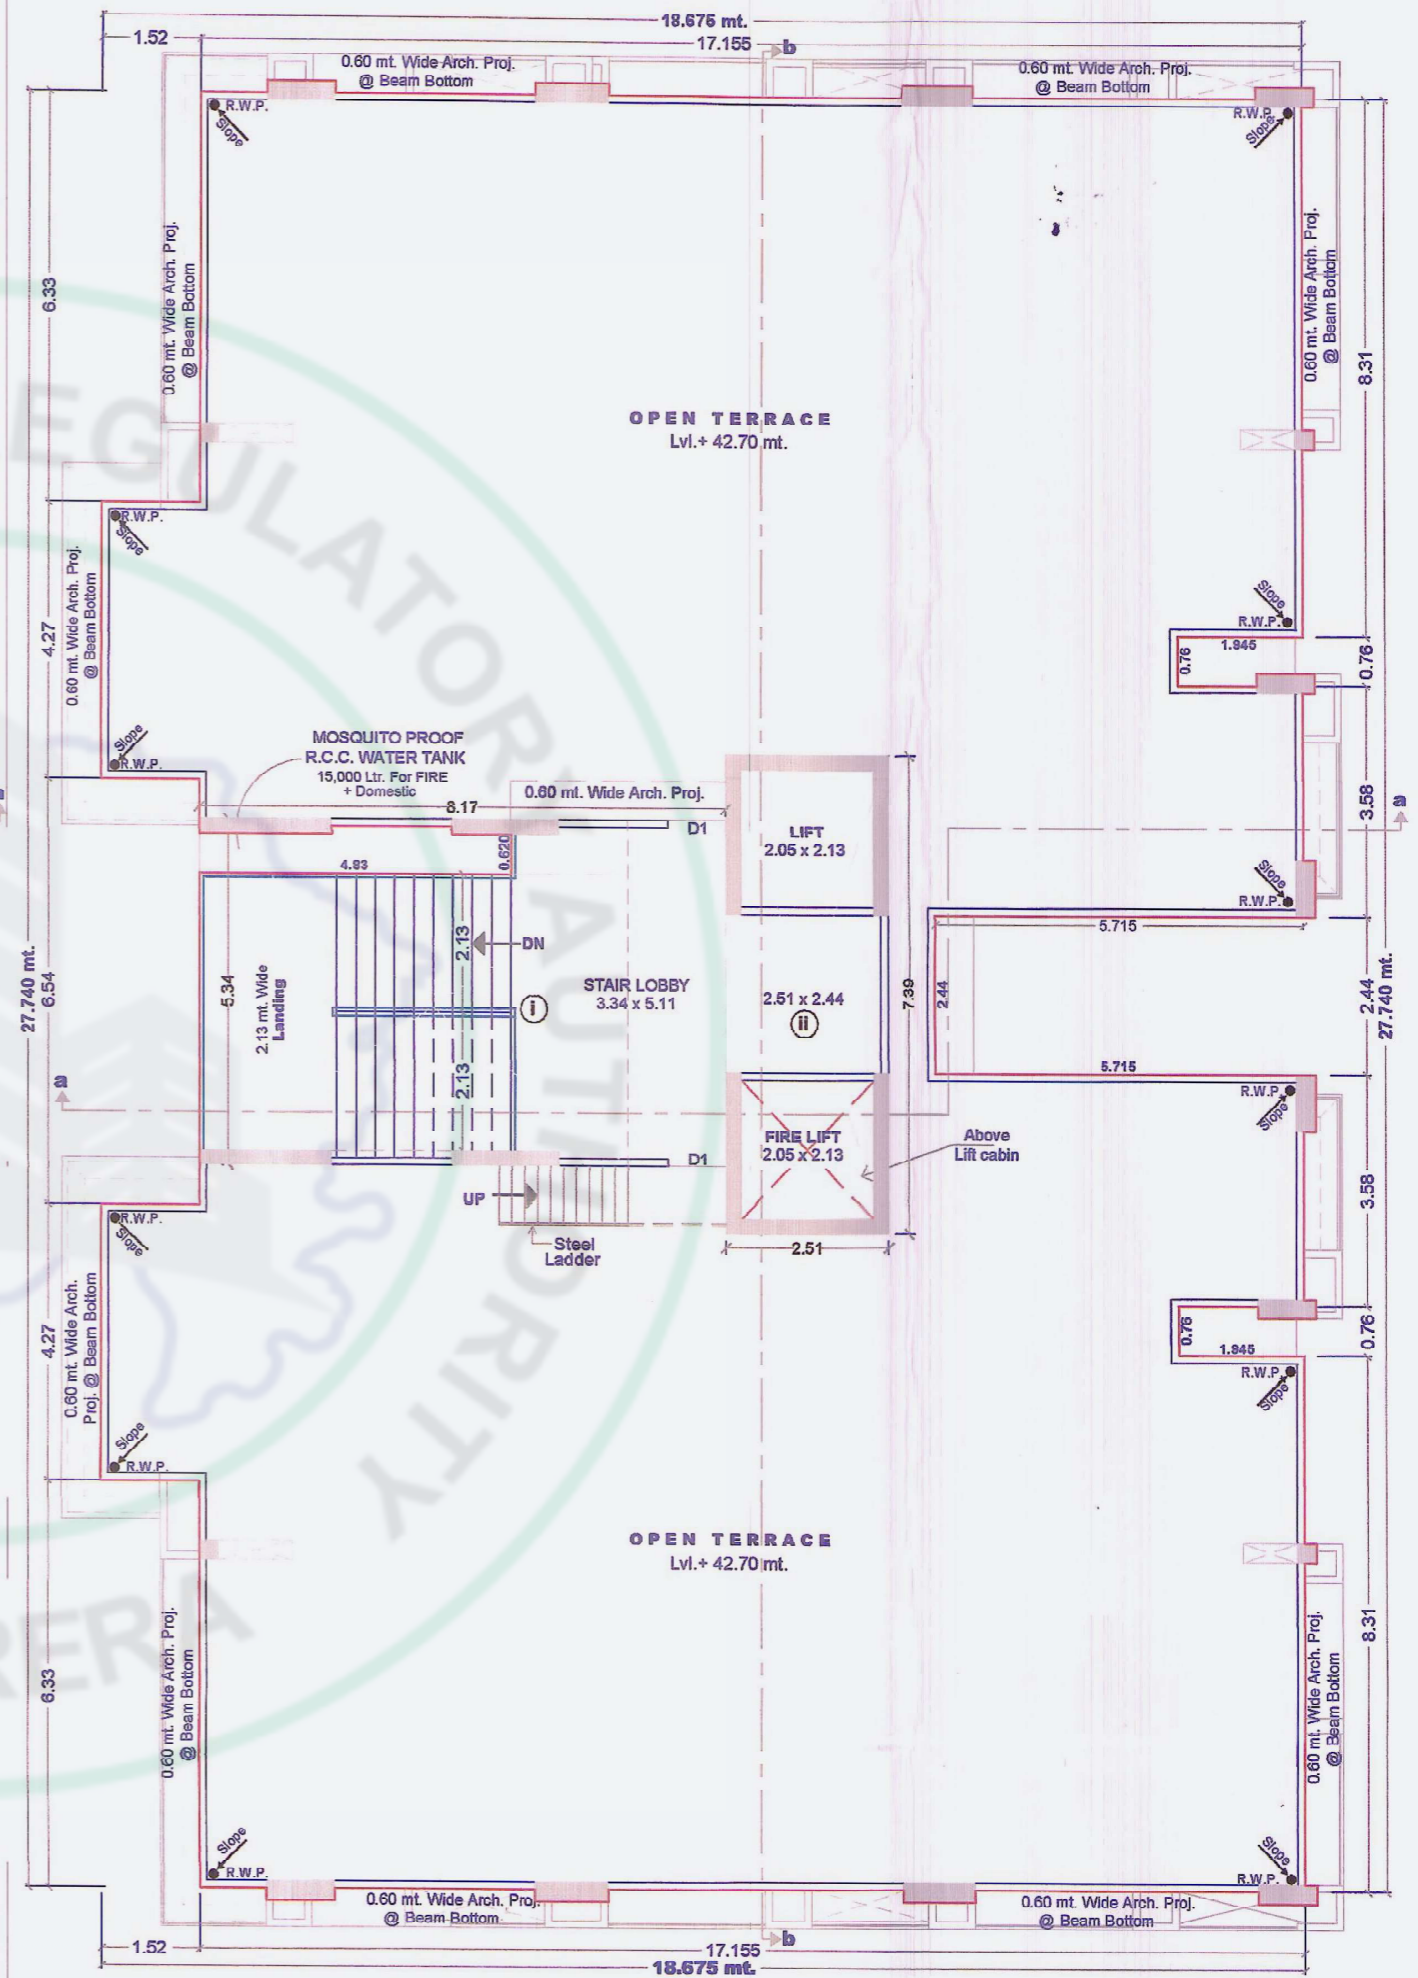 18.675 mt.
1.52
17.155
b
0.60 mt. Wide Arch. Proj.
@ Beam Bottom
0.60 mt. Wide Arch. Proj.
@ Beam Bottom
R.W.P.
Slope
R.W.P.
Slope
6.33
0.60 mt. Wide Arch. Proj.
@ Beam Bottom
0.60 mt. Wide Arch. Proj.
@ Beam Bottom
8.31
OPEN TERRACE
Lvl.+ 42.70 mt.
R.W.P.
Slope
0.60 mt. Wide Arch. Proj.
@ Beam Bottom
4.27
Slope
R.W.P.
1.945
0.76
0.76
Slope
R.W.P.
MOSQUITO PROOF
R.C.C. WATER TANK
15,000 Ltr. For FIRE
+ Domestic
8.17
0.60 mt. Wide Arch. Proj.
D1
LIFT
2.05 x 2.13
3.58
a
4.93
0.620
Slope
R.W.P.
5.715
27.740 mt.
6.54
5.34
2.13 mt. Wide
Landing
2.13
DN
i
STAIR LOBBY
3.34 x 5.11
2.51 x 2.44
ii
7.39
2.44
2.44
27.740 mt.
2.13
5.715
a
R.W.P.
Slope
D1
FIRE LIFT
2.05 x 2.13
Above
Lift cabin
UP
Steel
Ladder
2.51
3.58
R.W.P.
Slope
0.60 mt. Wide Arch.
Proj. @ Beam Bottom
4.27
0.76
1.945
0.76
R.W.P.
Slope
Slope
R.W.P.
OPEN TERRACE
Lvl.+ 42.70 mt.
6.33
0.60 mt. Wide Arch. Proj.
@ Beam Bottom
0.60 mt. Wide Arch. Proj.
@ Beam Bottom
8.31
Slope
R.W.P.
Slope
R.W.P.
0.60 mt. Wide Arch. Proj.
@ Beam Bottom
0.60 mt. Wide Arch. Proj.
@ Beam Bottom
b
1.52
17.155
18.675 mt.
EGULATORY AUTHORITY
RERA